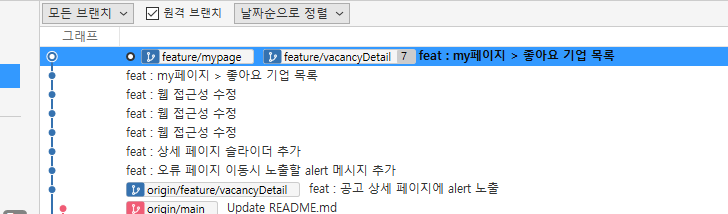 모든 브랜치 원격 브랜치 날짜순으로 정렬
그래프
feature/mypage feature/vacancyDetail 7 feat : my페이지 > 좋아요 기업 목록
feat : my페이지 > 좋아요 기업 목록
feat : 웹 접근성 수정
feat : 웹 접근성 수정
feat : 웹 접근성 수정
feat : 상세 페이지 슬라이더 추가
feat : 오류 페이지 이동시 노출할 alert 메시지 추가
origin/feature/vacancyDetail feat : 공고 상세 페이지에 alert 노출
origin/main Update README.md